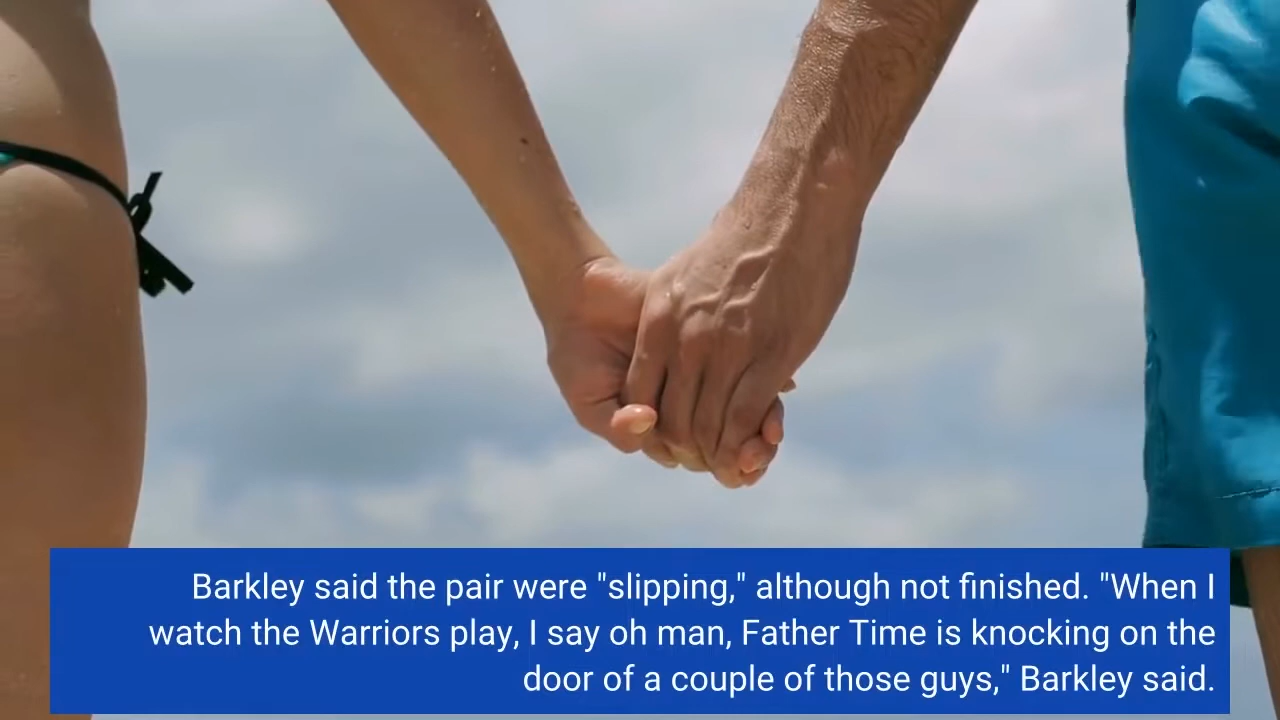 Barkley said the pair were "slipping," although not finished. "When I
watch the Warriors play, I say oh man, Father Time is knocking on the
door of a couple of those guys," Barkley said.